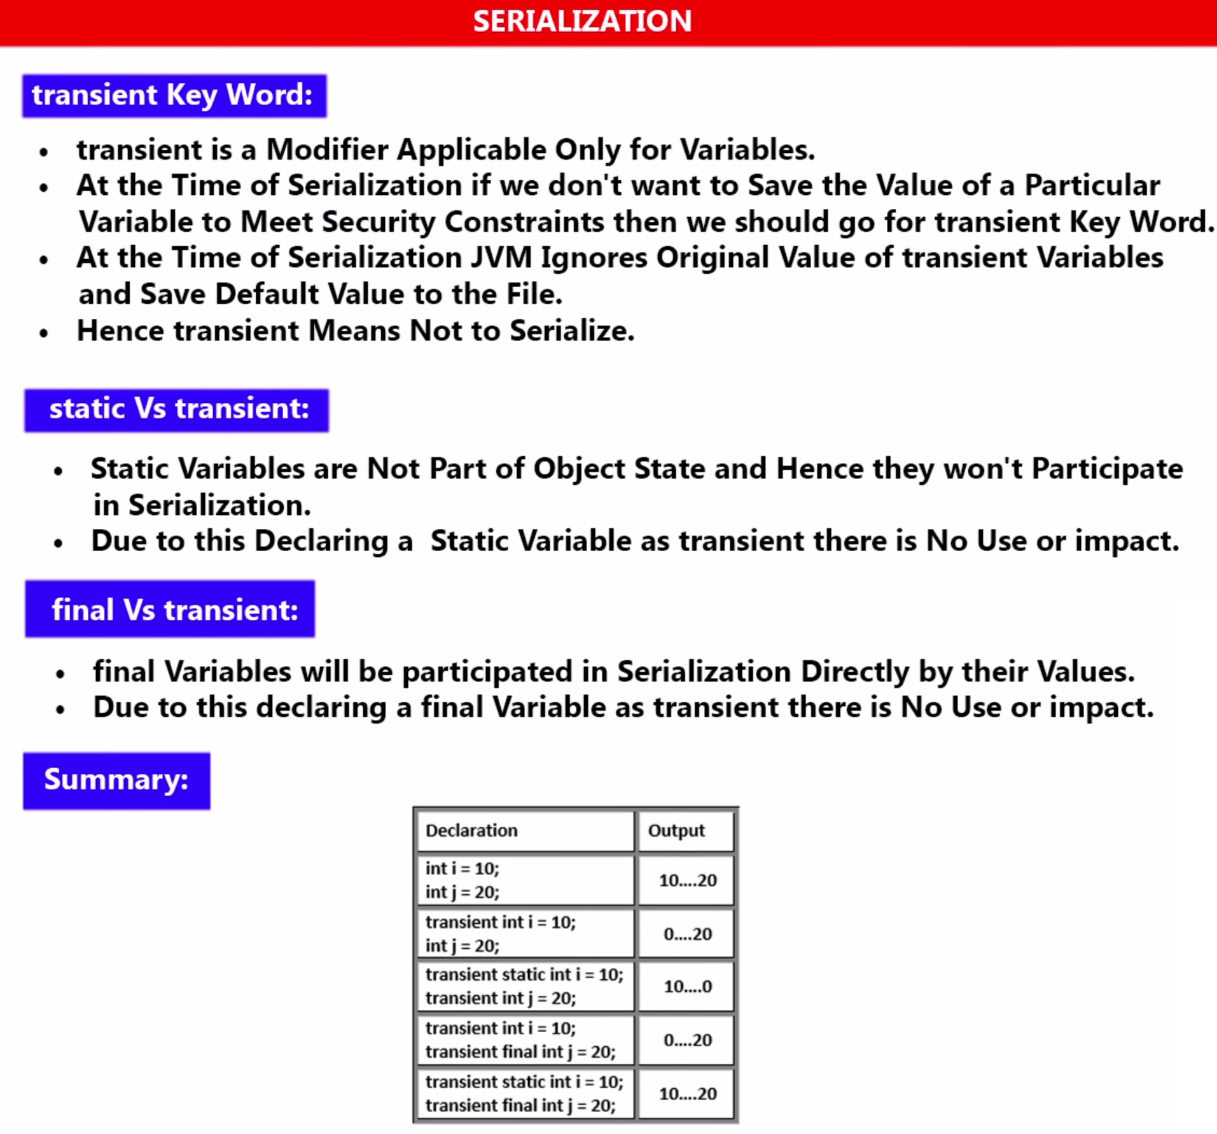 SERIALIZATION
transient Key Word:
• transient is a Modifier Applicable Only for Variables.
• At the Time of Serialization if we don't want to Save the Value of a Particular
Variable to Meet Security Constraints then we should go for transient Key Word.
• At the Time of Serialization JVM Ignores Original Value of transient Variables
and Save Default Value to the File.
• Hence transient Means Not to Serialize.
static Vs transient:
• Static Variables are Not Part of Object State and Hence they won't Participate
in Serialization.
• Due to this Declaring a Static Variable as transient there is No Use or impact.
final Vs transient:
• final Variables will be participated in Serialization Directly by their Values.
• Due to this declaring a final Variable as transient there is No Use or impact.
Summary:
Declaration Output
int i = 10;
int j = 20;
10....20
transient int i = 10;
int j = 20;
0....20
transient static int i = 10;
transient int j = 20;
10....0
transient int i = 10;
transient final int j = 20;
0....20
transient static int i = 10;
transient final int j = 20;
10....20